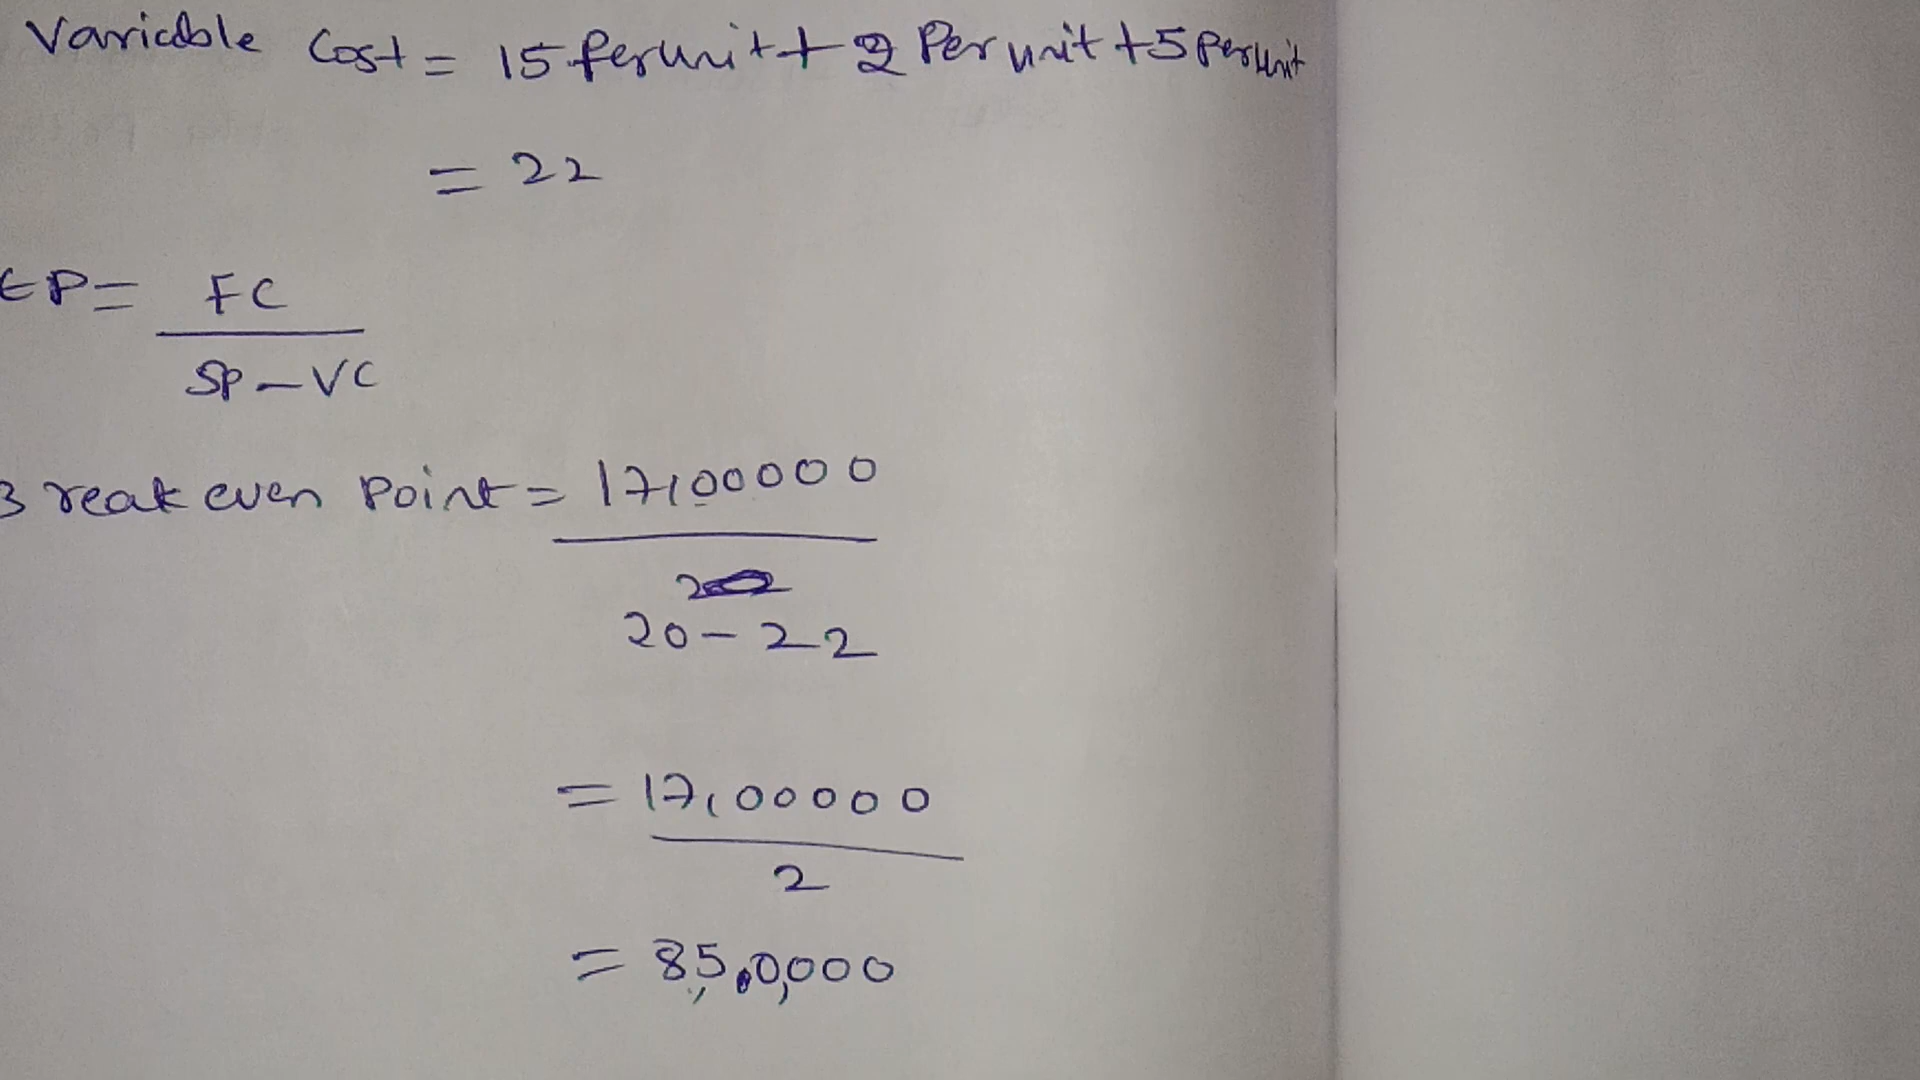 Variable Cost = 15 Per unit + 2 Per unit + 5 Per unit
= 22
EP = FC
SP - VC
Break even Point = 17,00000
20 - 22
= 17,00000
2
= 85,0,000